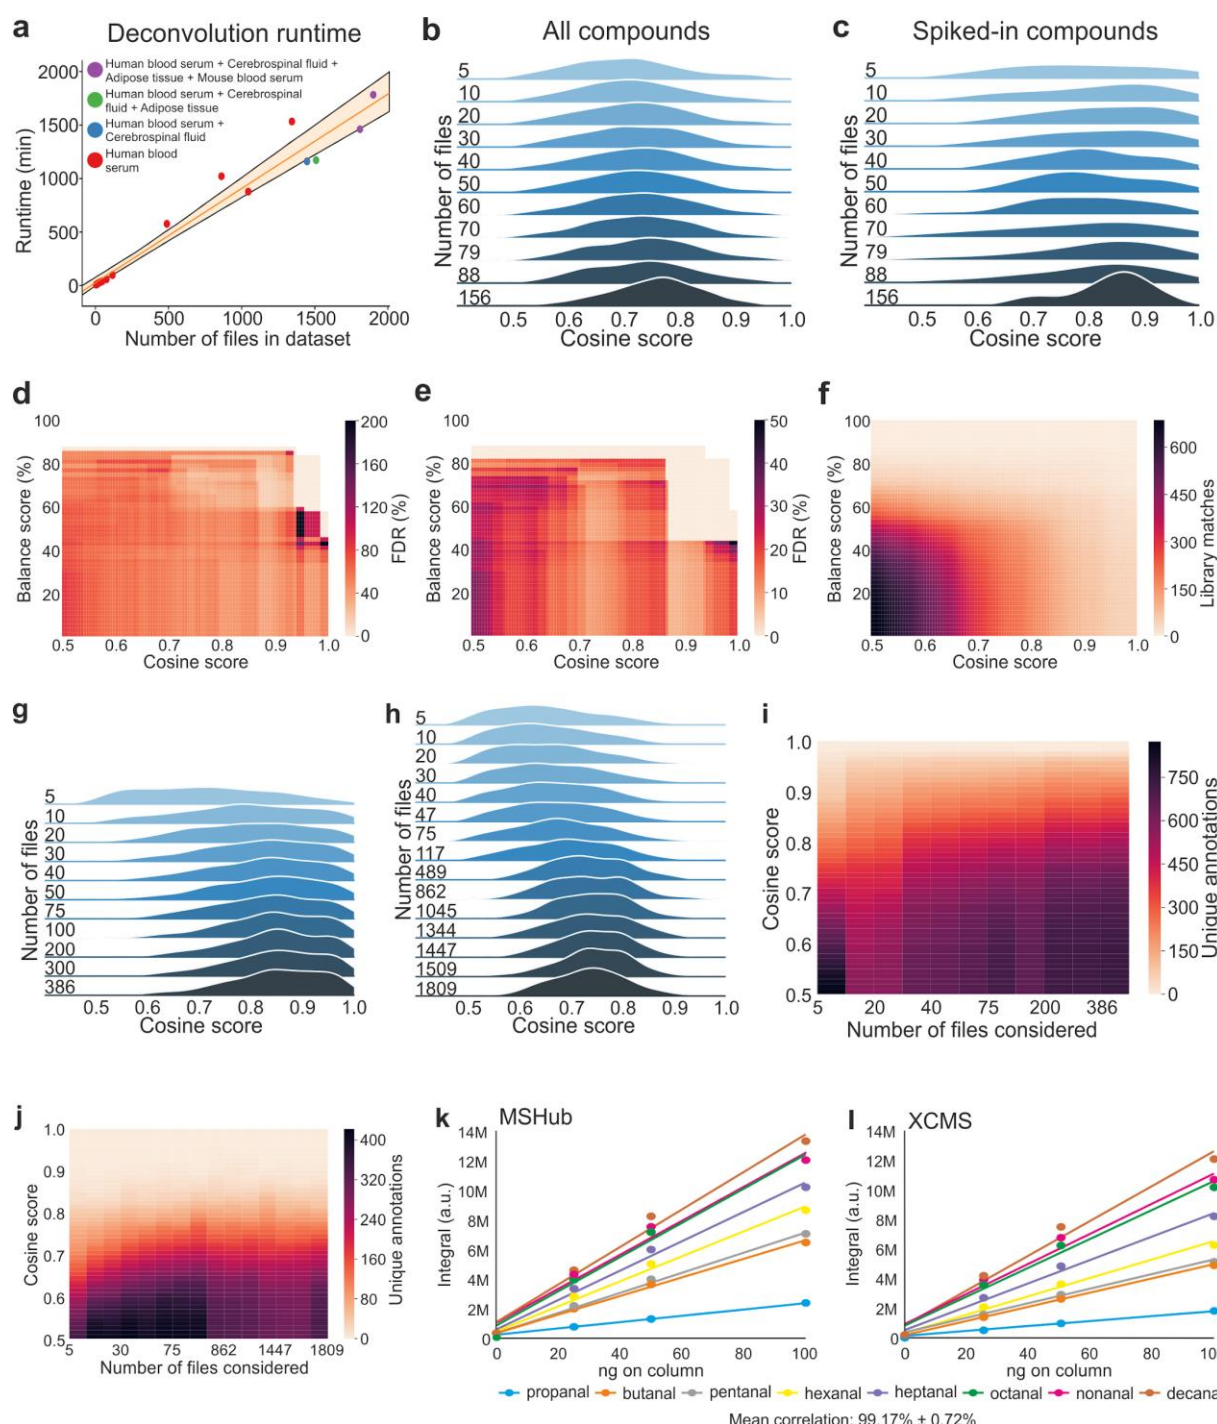 a
Deconvolution runtime
Runtime (min)
2000
1500
1000
500
0
Human blood serum + Cerebrospinal fluid +
Adipose tissue + Mouse blood serum
Human blood serum + Cerebrospinal
fluid + Adipose tissue
Human blood serum +
Cerebrospinal fluid
Human blood
serum
0 500 1000 1500 2000
Number of files in dataset
b
All compounds
Number of files
5
10
20
30
40
50
60
70
79
88
156
0.5 0.6 0.7 0.8 0.9 1.0
Cosine score
c
Spiked-in compounds
Number of files
5
10
20
30
40
50
60
70
79
88
156
0.5 0.6 0.7 0.8 0.9 1.0
Cosine score
d
Balance score (%)
100
80
60
40
20
0.5 0.6 0.7 0.8 0.9 1.0
Cosine score
200
160
120
80
40
0
FDR (%)
e
Balance score (%)
100
80
60
40
20
0.5 0.6 0.7 0.8 0.9 1.0
Cosine score
50
40
30
20
10
0
FDR (%)
f
Balance score (%)
100
80
60
40
20
0.5 0.6 0.7 0.8 0.9 1.0
Cosine score
600
450
300
150
0
Library matches
g
Number of files
5
10
20
30
40
50
75
100
200
300
386
0.5 0.6 0.7 0.8 0.9 1.0
Cosine score
h
Number of files
5
10
20
30
40
47
75
117
489
862
1045
1344
1447
1509
1809
0.5 0.6 0.7 0.8 0.9 1.0
Cosine score
i
Cosine score
1.0
0.9
0.8
0.7
0.6
0.5
5 20 40 75 200 386
Number of files considered
750
600
450
300
150
0
Unique annotations
j
Cosine score
1.0
0.9
0.8
0.7
0.6
0.5
5 30 75 862 1447 1809
Number of files considered
400
320
240
160
80
0
Unique annotations
k
MSHub
Integral (a.u.)
14M
12M
10M
8M
6M
4M
2M
0
0 20 40 60 80 100
ng on column
l
XCMS
Integral (a.u.)
14M
12M
10M
8M
6M
4M
2M
0
0 20 40 60 80 10
ng on column
propanal butanal pentanal hexanal heptanal octanal nonanal decana
Mean correlation: 99.17% ± 0.72%